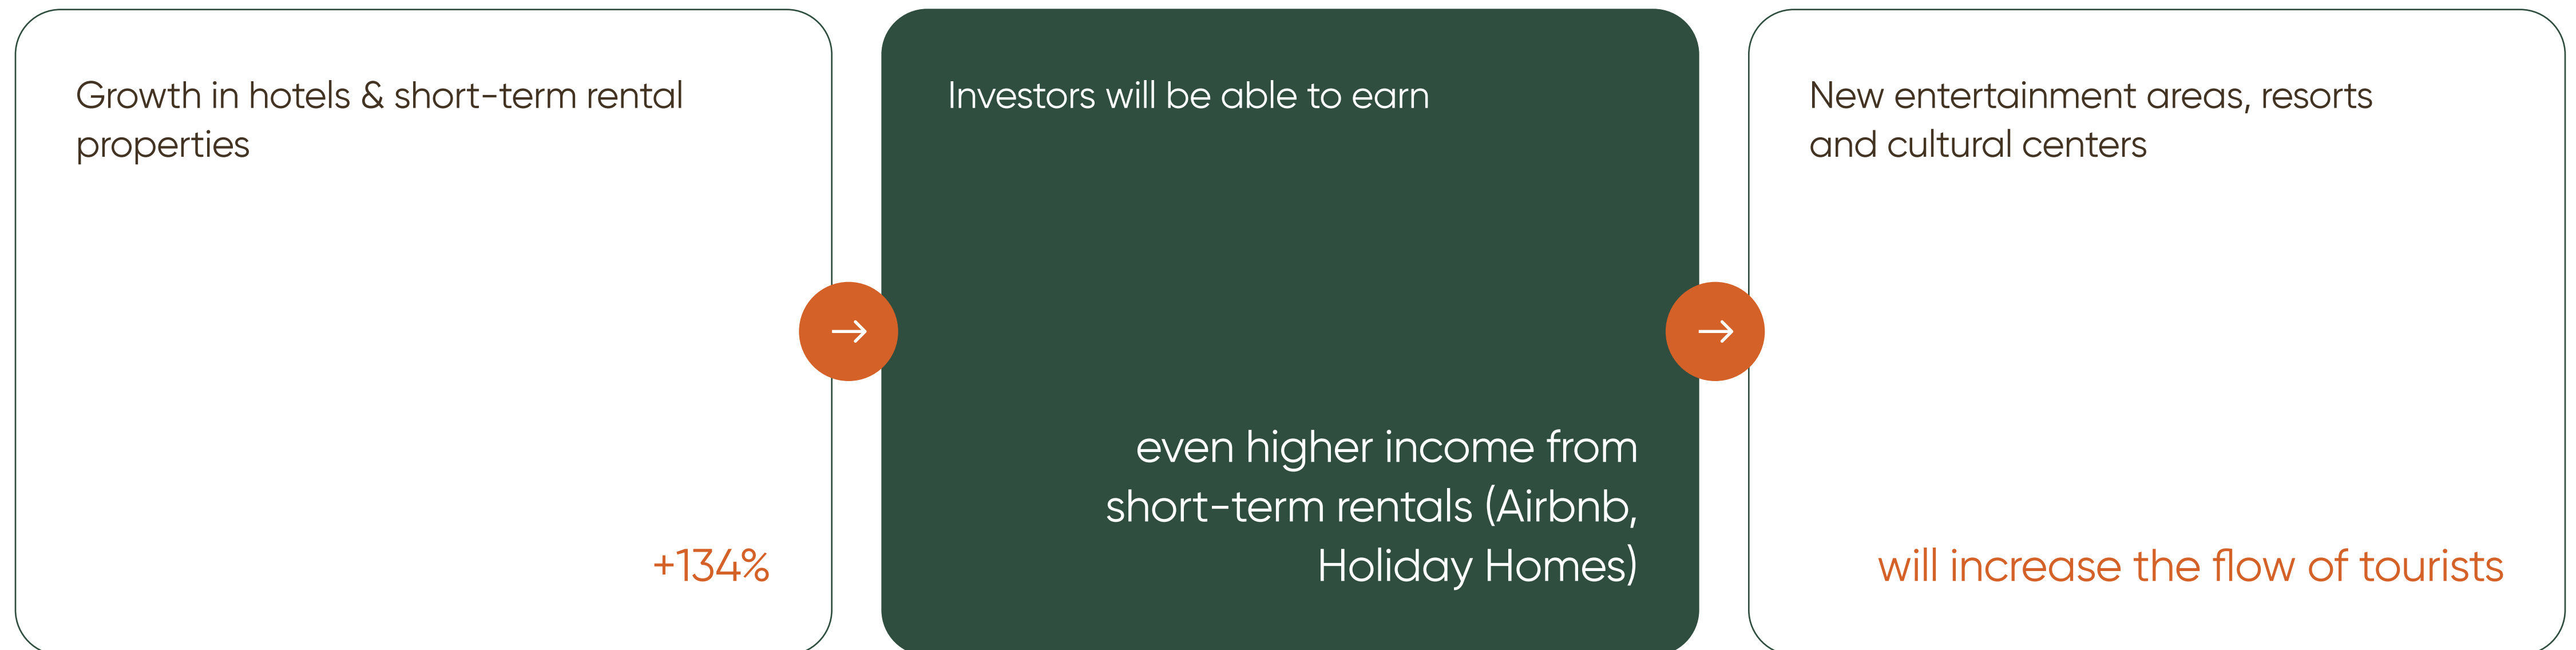 Growth in hotels & short-term rental
properties
+134%
Investors will be able to earn
even higher income from
short-term rentals (Airbnb,
Holiday Homes)
New entertainment areas, resorts
and cultural centers
will increase the flow of tourists